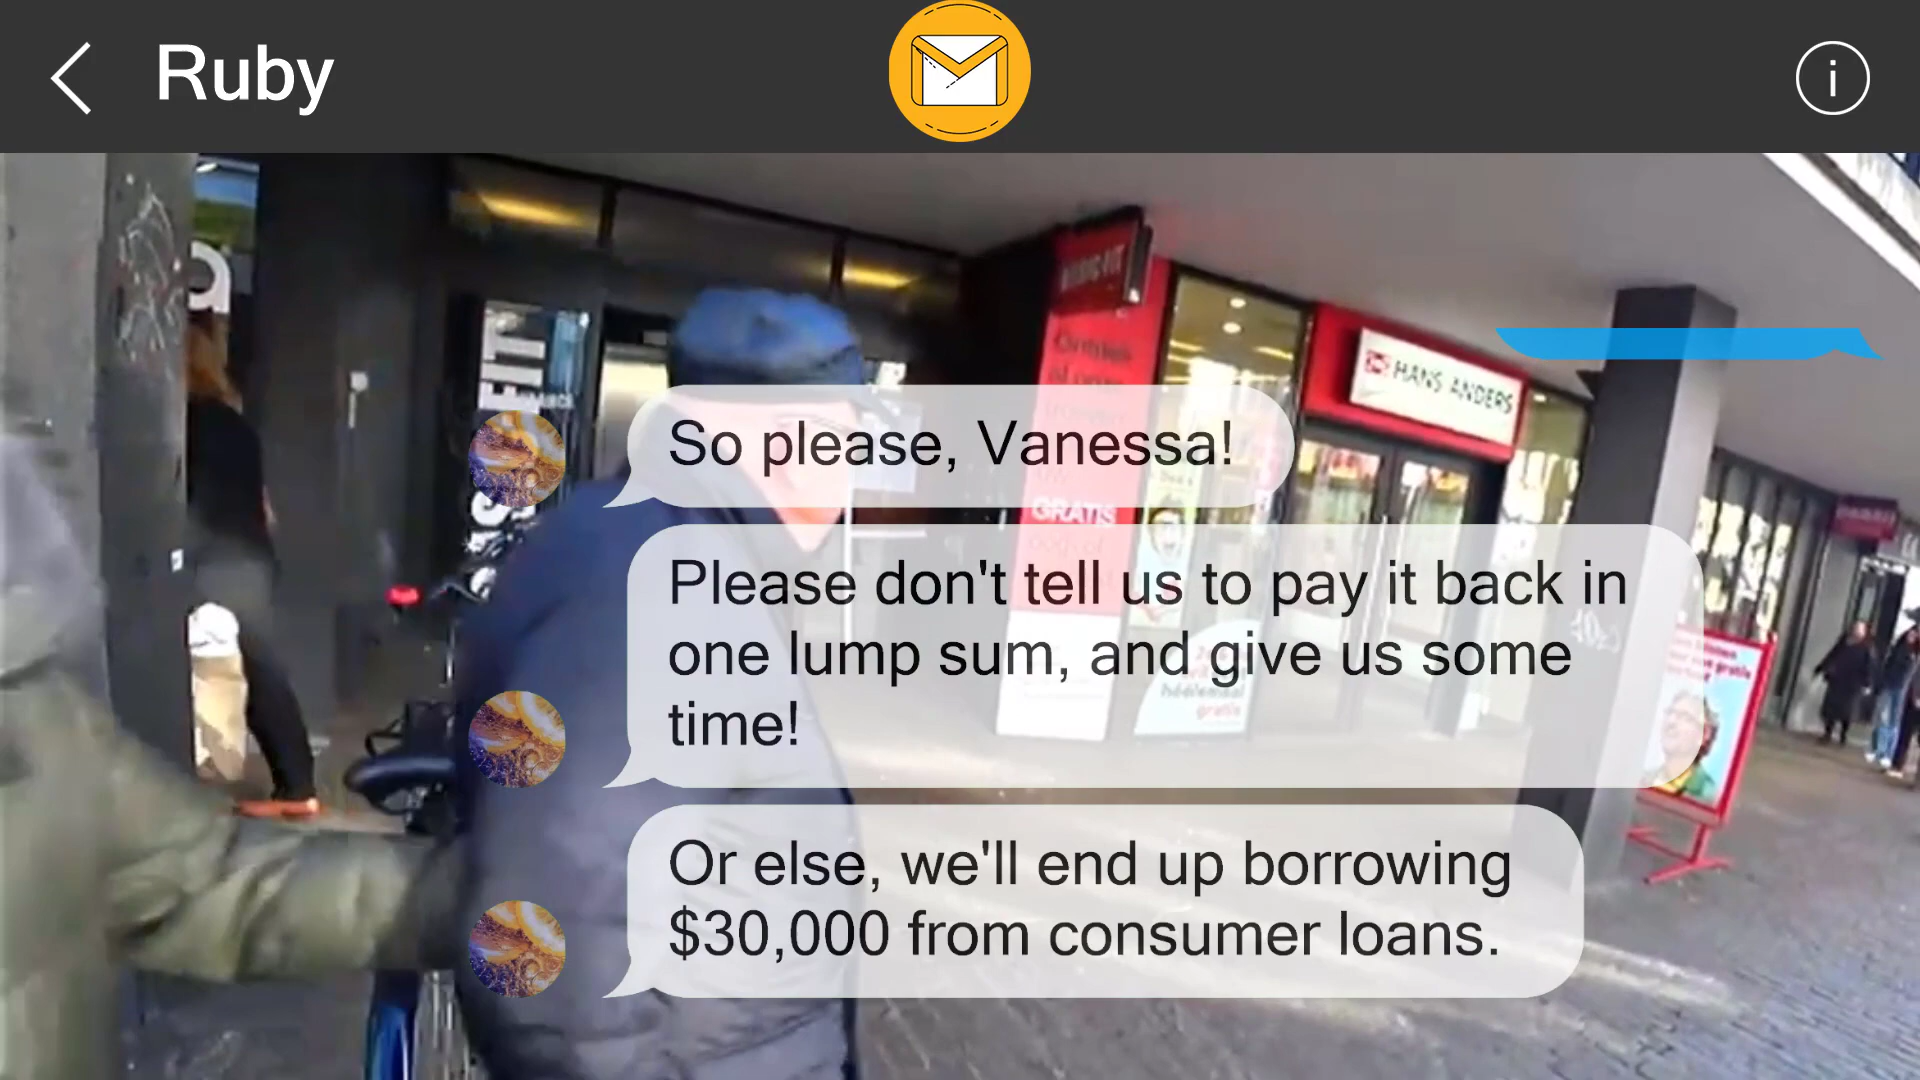 Ruby
So please, Vanessa!
Please don't tell us to pay it back in
one lump sum, and give us some
time!
Or else, we'll end up borrowing
$30,000 from consumer loans.
HANS ANDERS
GRATIS
gratis